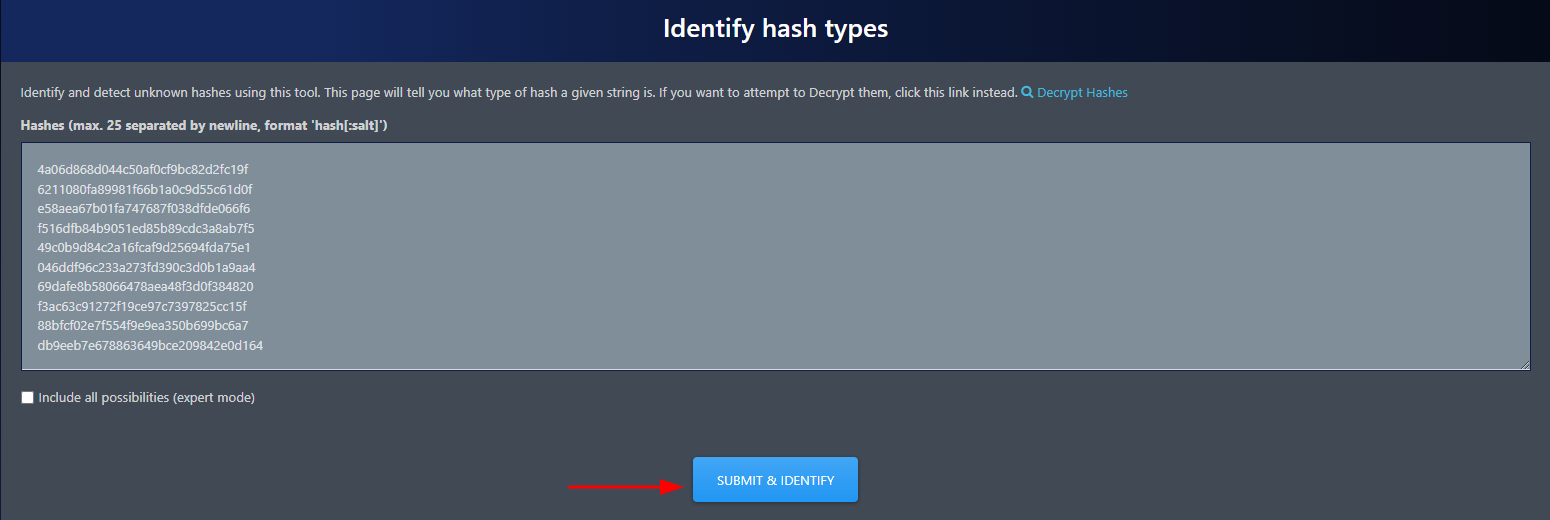 Identify hash types
Identify and detect unknown hashes using this tool. This page will tell you what type of hash a given string is. If you want to attempt to Decrypt them, click this link instead. Decrypt Hashes
Hashes (max. 25 separated by newline, format 'hash[:salt]')
4a06d868d044c50af0cf9bc82d2fc19f
6211080fa89981f66b1a0c9d55c61d0f
e58aea67b01fa747687f038dfde066f6
f516dfb84b9051ed85b89cdc3a8ab7f5
49c0b9d84c2a16fcaf9d25694fda75e1
046ddf96c233a273fd390c3d0b1a9aa4
69dafe8b58066478aea48f3d0f384820
f3ac63c91272f19ce97c7397825cc15f
88bfcf02e7f554f9e9ea350b699bc6a7
db9eeb7e678863649bce209842e0d164
Include all possibilities (expert mode)
SUBMIT & IDENTIFY